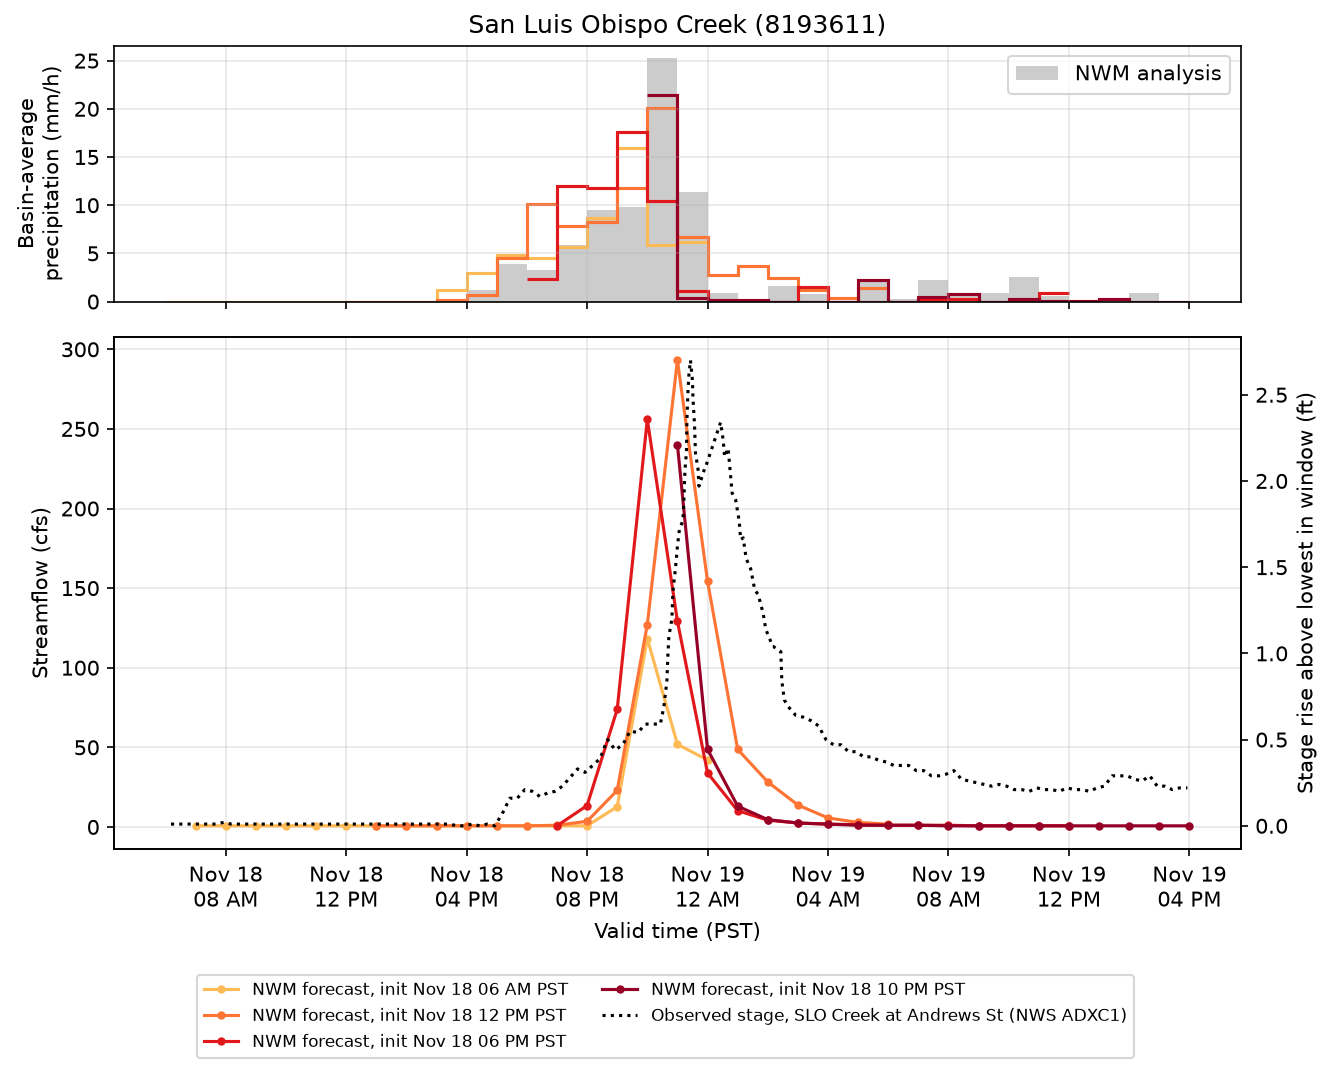 San Luis Obispo Creek (8193611)
Basin-average
precipitation (mm/h)
25
20
15
10
5
0
NWM analysis
Streamflow (cfs)
300
250
200
150
100
50
0
Stage rise above lowest in window (ft)
2.5
2.0
1.5
1.0
0.5
0.0
Nov 18
08 AM
Nov 18
12 PM
Nov 18
04 PM
Nov 18
08 PM
Nov 19
12 AM
Nov 19
04 AM
Nov 19
08 AM
Nov 19
12 PM
Nov 19
04 PM
Valid time (PST)
NWM forecast, init Nov 18 06 AM PST
NWM forecast, init Nov 18 12 PM PST
NWM forecast, init Nov 18 06 PM PST
NWM forecast, init Nov 18 10 PM PST
Observed stage, SLO Creek at Andrews St (NWS ADXC1)